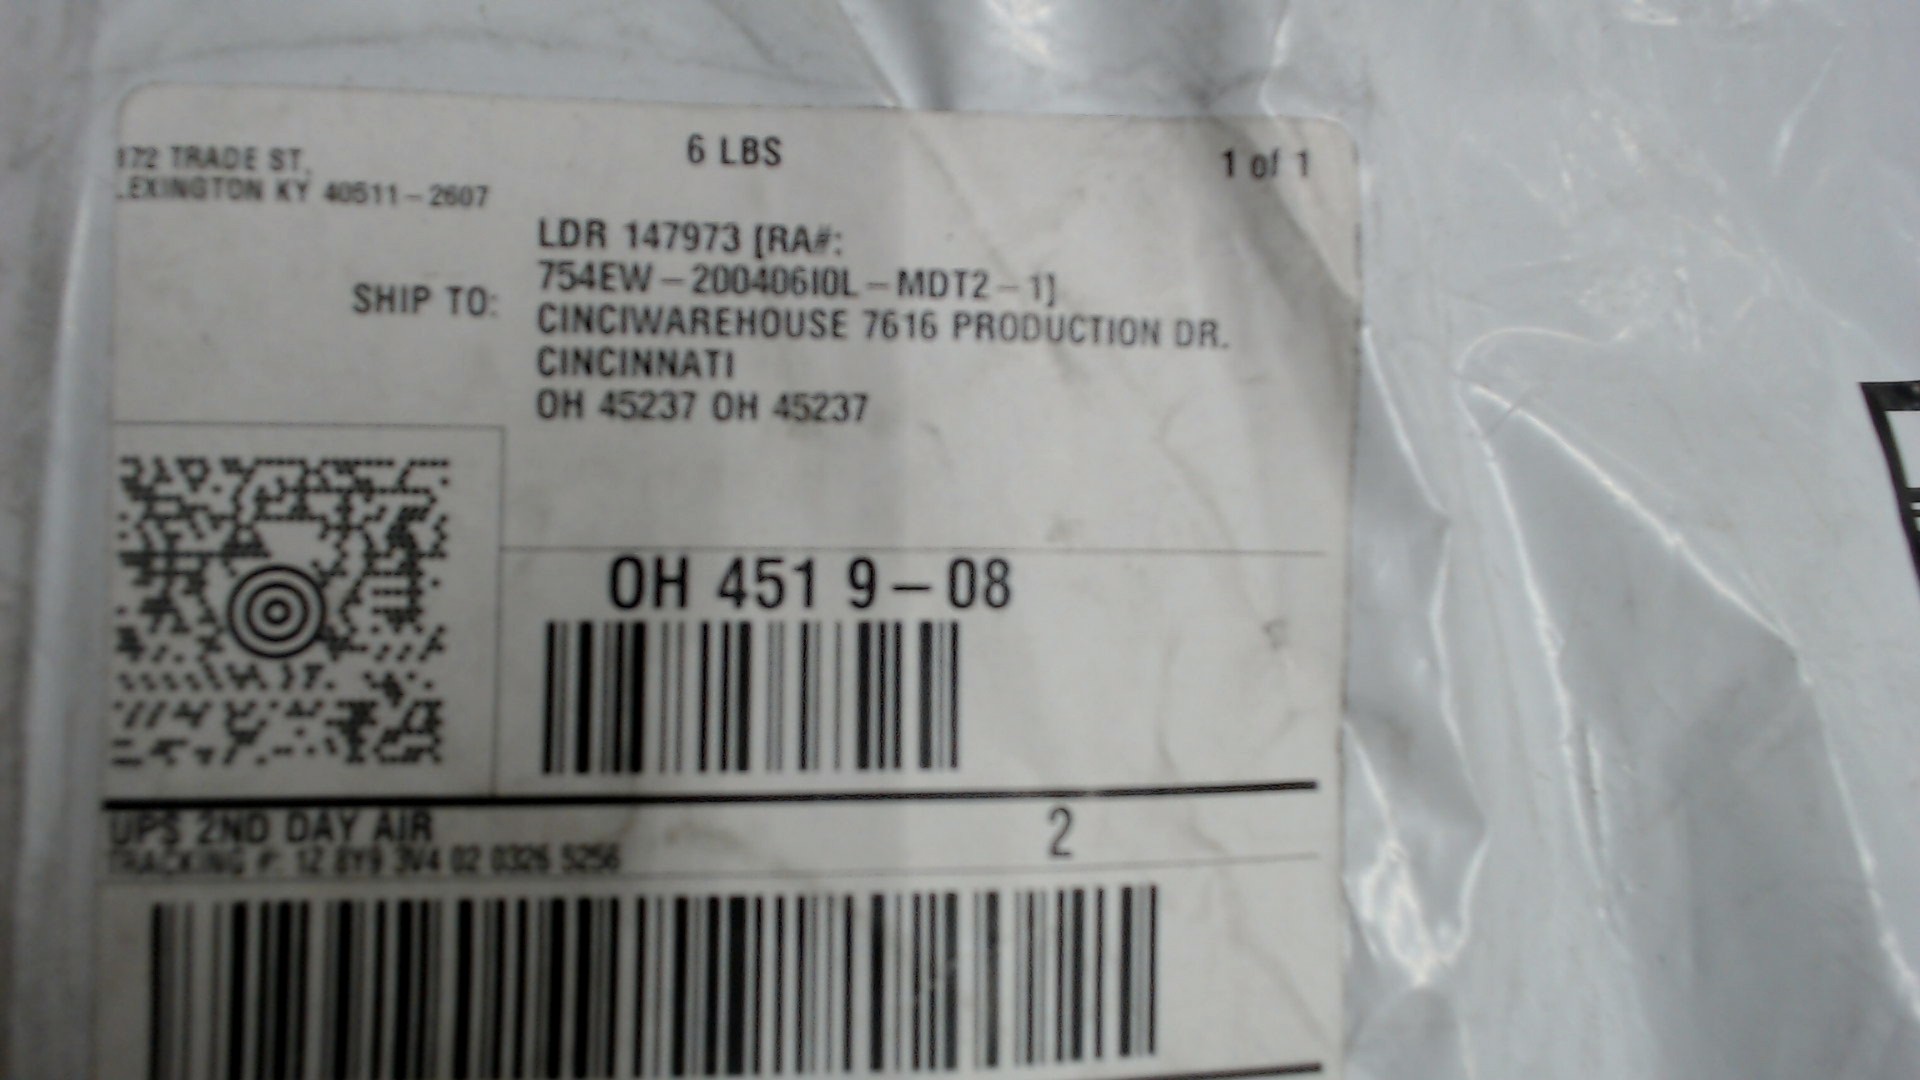 172 TRADE ST,
LEXINGTON KY 40511-2607
6 LBS
1 of 1
SHIP TO:
LDR 147973 [RA#:
754EW-200406I0L-MDT2-1]
CINCIWAREHOUSE 7616 PRODUCTION DR.
CINCINNATI
OH 45237 OH 45237
OH 451 9-08
UPS 2ND DAY AIR
2
TRACKING #: 1Z 8Y9 3V4 02 0326 5256